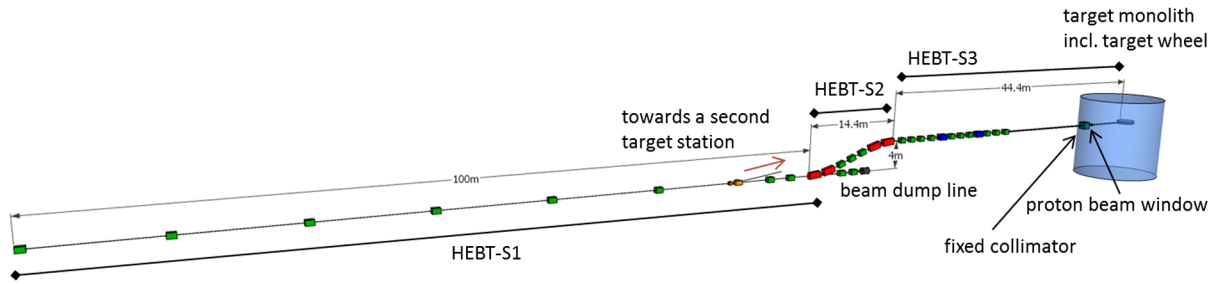 target monolith
incl. target wheel
HEBT-S3
HEBT-S2
44.4m
towards a second
target station
14.4m
4m
100m
beam dump line
proton beam window
fixed collimator
HEBT-S1